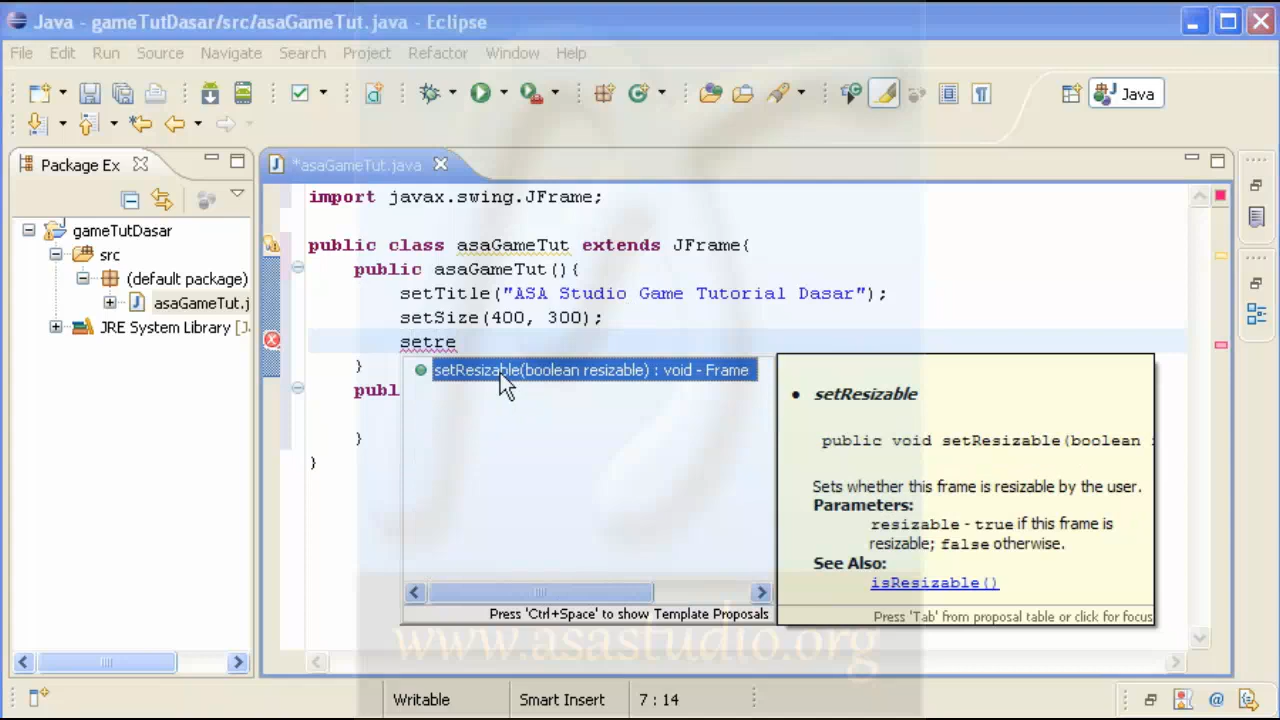 Java - gameTutDasar/src/asaGameTut.java - Eclipse
File Edit Run Source Navigate Search Project Refactor Window Help
Java
Package Ex
*asaGameTut.java
gameTutDasar
src
(default package)
asaGameTut.j
JRE System Library [J
import javax.swing.JFrame;
public class asaGameTut extends JFrame{
public asaGameTut(){
setTitle("ASA Studio Game Tutorial Dasar");
setSize(400, 300);
setre
}
publ
}
}
setResizable(boolean resizable) : void - Frame
Press 'Ctrl+Space' to show Template Proposals
setResizable
public void setResizable(boolean
Sets whether this frame is resizable by the user.
Parameters:
resizable - true if this frame is
resizable; false otherwise.
See Also:
isResizable()
Press 'Tab' from proposal table or click for focus
www.asastudio.org
Writable
Smart Insert
7 : 14